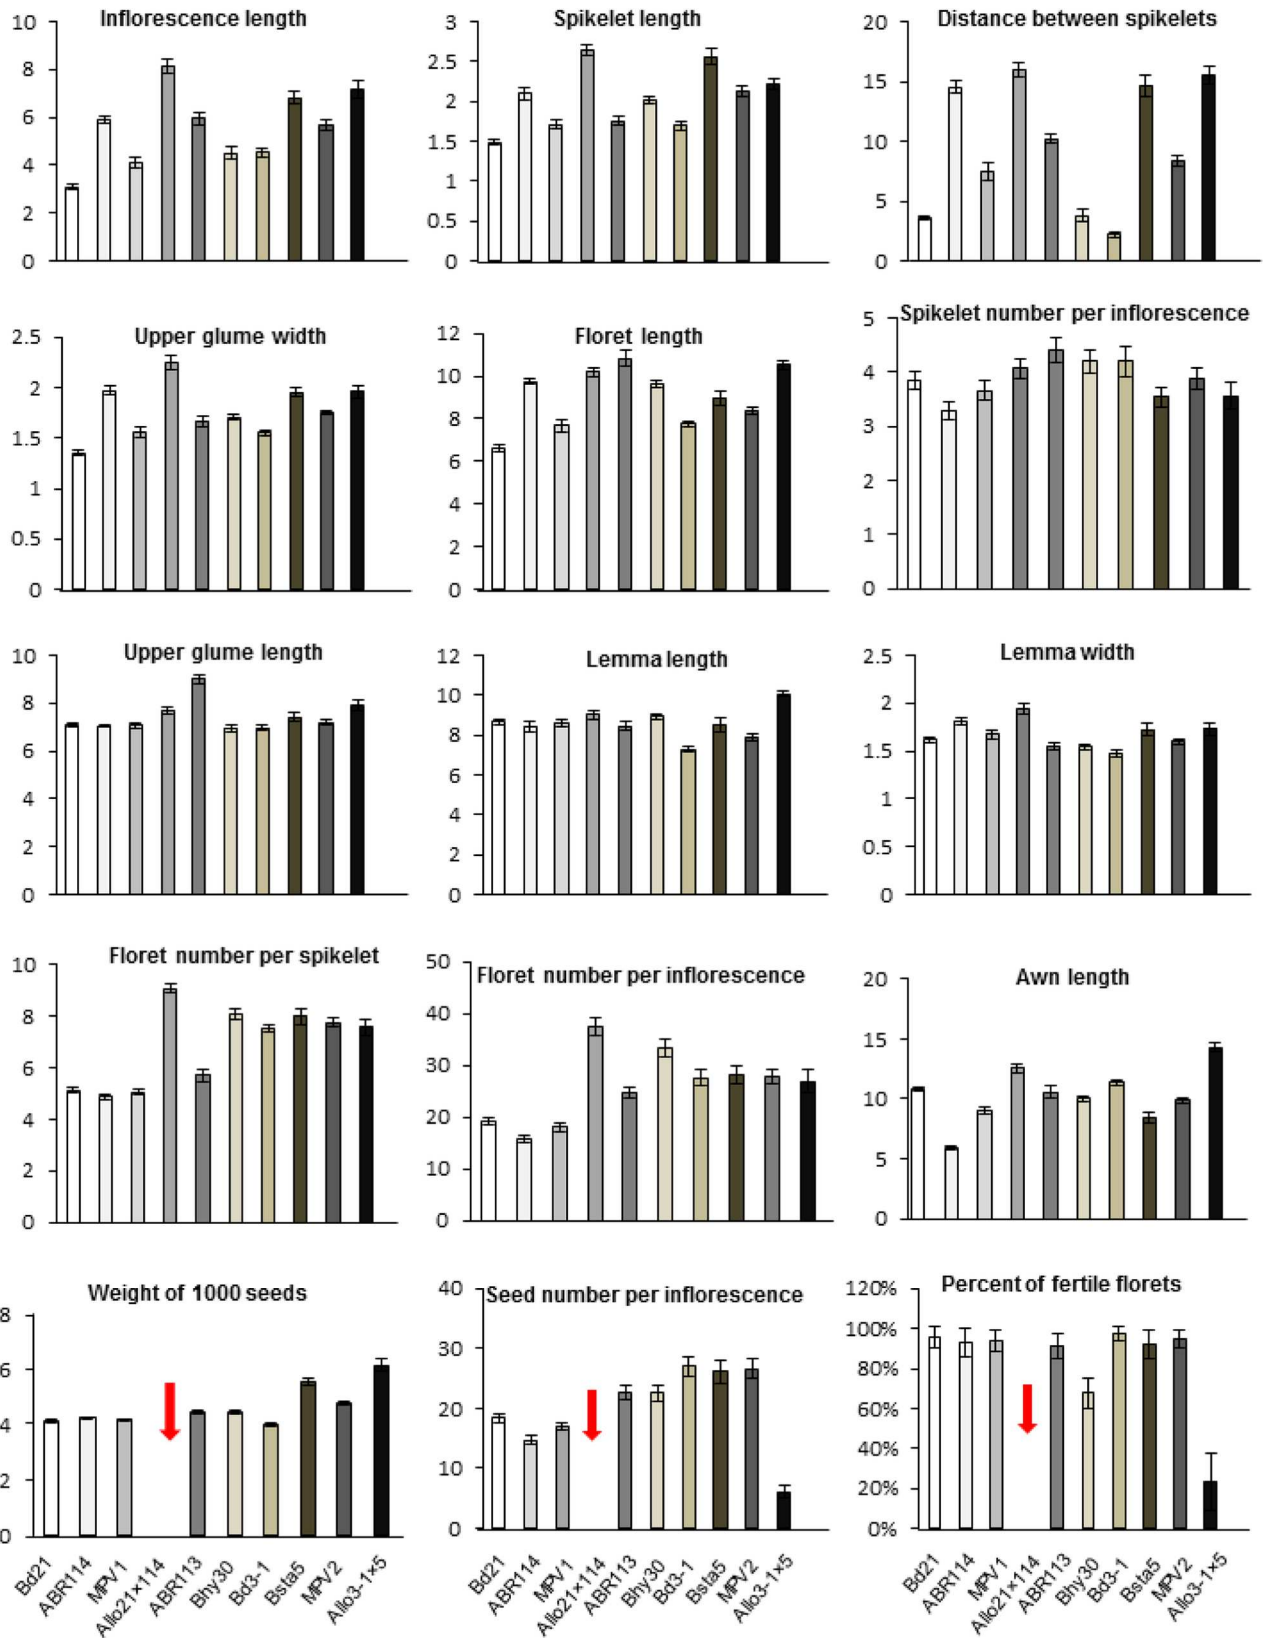 Inflorescence length
10
8
6
4
2
0
Spikelet length
3
2.5
2
1.5
1
0.5
0
Distance between spikelets
20
15
10
5
0
Upper glume width
2.5
2
1.5
1
0.5
0
Floret length
12
10
8
6
4
2
0
Spikelet number per inflorescence
5
4
3
2
1
0
Upper glume length
10
8
6
4
2
0
Lemma length
12
10
8
6
4
2
0
Lemma width
2.5
2
1.5
1
0.5
0
Floret number per spikelet
10
8
6
4
2
0
Floret number per inflorescence
50
40
30
20
10
0
Awn length
20
15
10
5
0
Weight of 1000 seeds
8
6
4
2
0
Bd21
ABR114
MPV1
Allo21×114
ABR113
Bhy30
Bd3-1
Bsta5
MPV2
Allo3-1×5
Seed number per inflorescence
40
30
20
10
0
Bd21
ABR114
MPV1
Allo21×114
ABR113
Bhy30
Bd3-1
Bsta5
MPV2
Allo3-1×5
Percent of fertile florets
120%
100%
80%
60%
40%
20%
0%
Bd21
ABR114
MPV1
Allo21×114
ABR113
Bhy30
Bd3-1
Bsta5
MPV2
Allo3-1×5